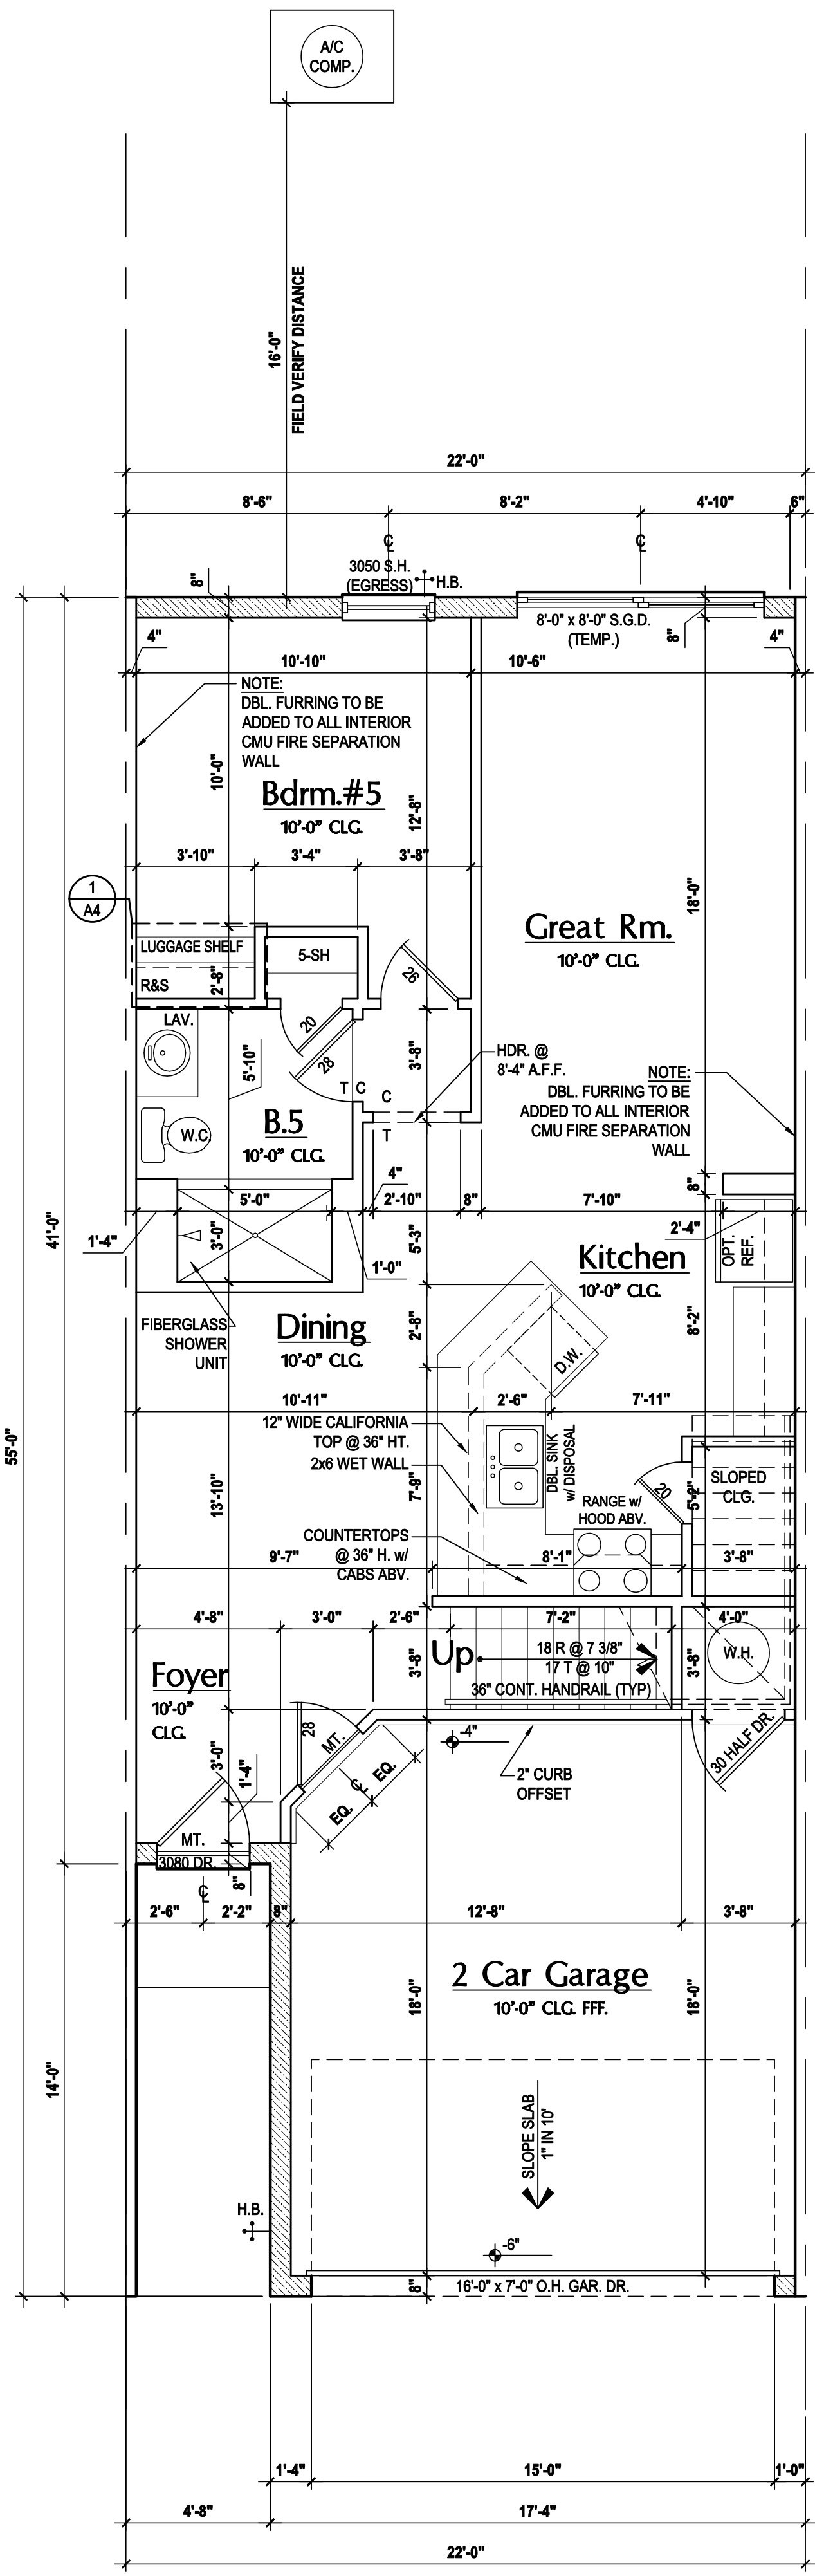 A/C
COMP.
16'-0"
FIELD VERIFY DISTANCE
22'-0"
8'-6"
8'-2"
4'-10"
6"
C̵L
C̵L
3050 S.H.
(EGRESS)
H.B.
8"
8'-0" x 8'-0" S.G.D.
(TEMP.)
8"
4"
4"
10'-10"
10'-6"
NOTE:
DBL. FURRING TO BE
ADDED TO ALL INTERIOR
CMU FIRE SEPARATION
WALL
10'-0"
Bdrm.#5
10'-0" CLG.
12'-8"
3'-10"
3'-4"
3'-8"
1
A4
18'-0"
Great Rm.
10'-0" CLG.
LUGGAGE SHELF
R&S
2'-8"
5-SH
26
LAV.
20
28
5'-10"
3'-8"
HDR. @
8'-4" A.F.F.
NOTE:
DBL. FURRING TO BE
ADDED TO ALL INTERIOR
CMU FIRE SEPARATION
WALL
T C
C
T
B.5
10'-0" CLG.
W.C.
4"
8"
5'-0"
2'-10"
8"
7'-10"
41'-0"
1'-4"
3'-0"
1'-0"
5'-3"
2'-4"
OPT.
REF.
Kitchen
10'-0" CLG.
FIBERGLASS
SHOWER
UNIT
Dining
10'-0" CLG.
2'-8"
8'-2"
D.W.
10'-11"
2'-6"
7'-11"
55'-0"
12" WIDE CALIFORNIA
TOP @ 36" HT.
2x6 WET WALL
DBL. SINK
w/ DISPOSAL
7'-9"
13'-10"
RANGE w/
HOOD ABV.
20
5'-2"
SLOPED
CLG.
COUNTERTOPS
@ 36" H. w/
CABS ABV.
9'-7"
8'-1"
3'-8"
4'-8"
3'-0"
2'-6"
7'-2"
4'-0"
Up
18 R @ 7 3/8"
17 T @ 10"
36" CONT. HANDRAIL (TYP)
3'-8"
3'-8"
W.H.
Foyer
10'-0"
CLG.
28
MT.
-4"
30 HALF DR.
3'-0"
1'-4"
EQ.
C̵L
EQ.
2" CURB
OFFSET
MT.
3080 DR.
8"
C̵L
2'-6"
2'-2"
8"
12'-8"
3'-8"
2 Car Garage
10'-0" CLG. FFF.
18'-0"
18'-0"
14'-0"
SLOPE SLAB
1" IN 10'
H.B.
-6"
8"
16'-0" x 7'-0" O.H. GAR. DR.
1'-4"
15'-0"
1'-0"
4'-8"
17'-4"
22'-0"